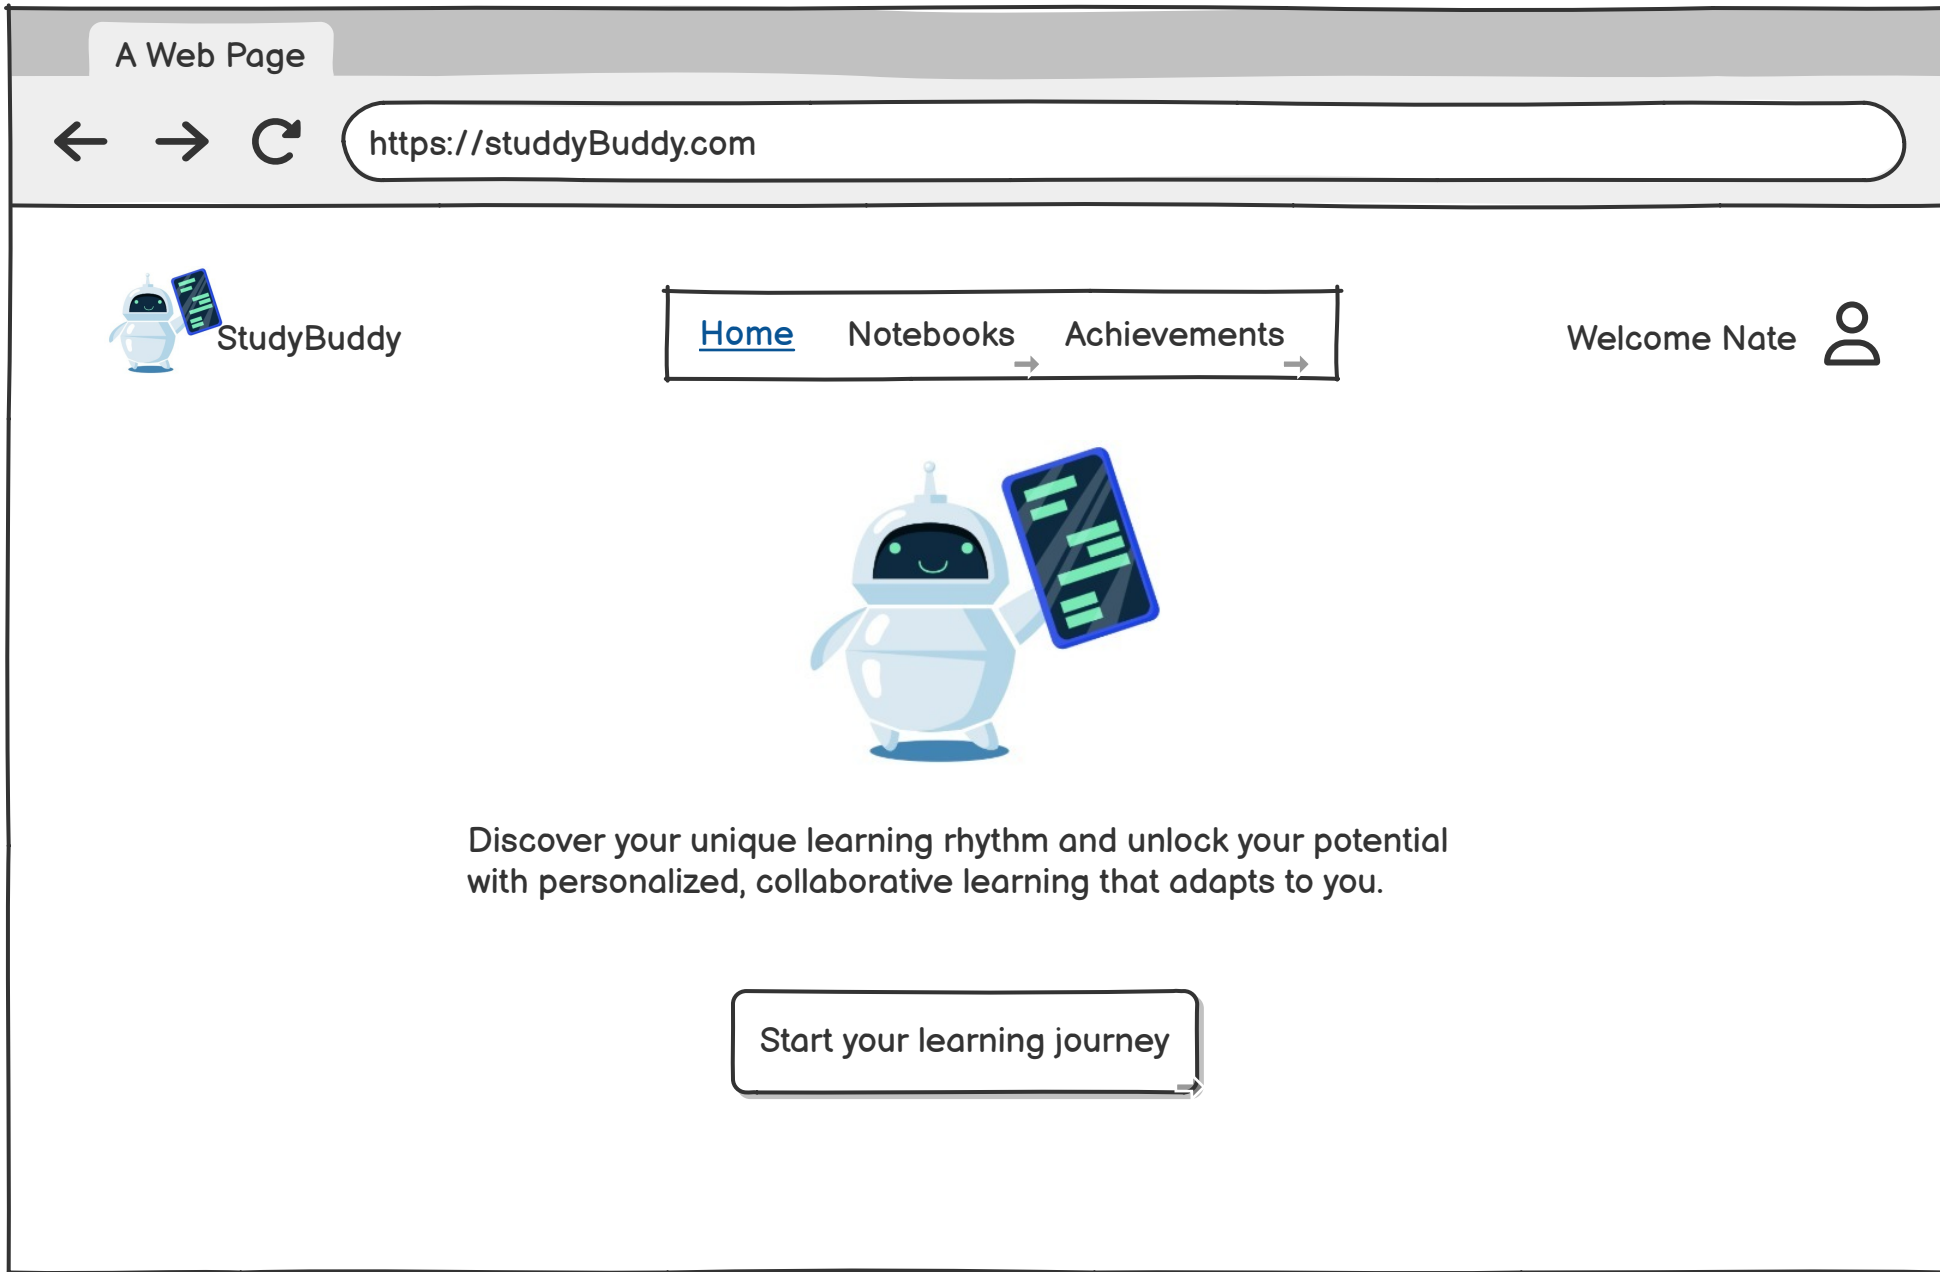 A Web Page
https://studdyBuddy.com
StudyBuddy
Home Notebooks Achievements
Welcome Nate
Discover your unique learning rhythm and unlock your potential
with personalized, collaborative learning that adapts to you.
Start your learning journey